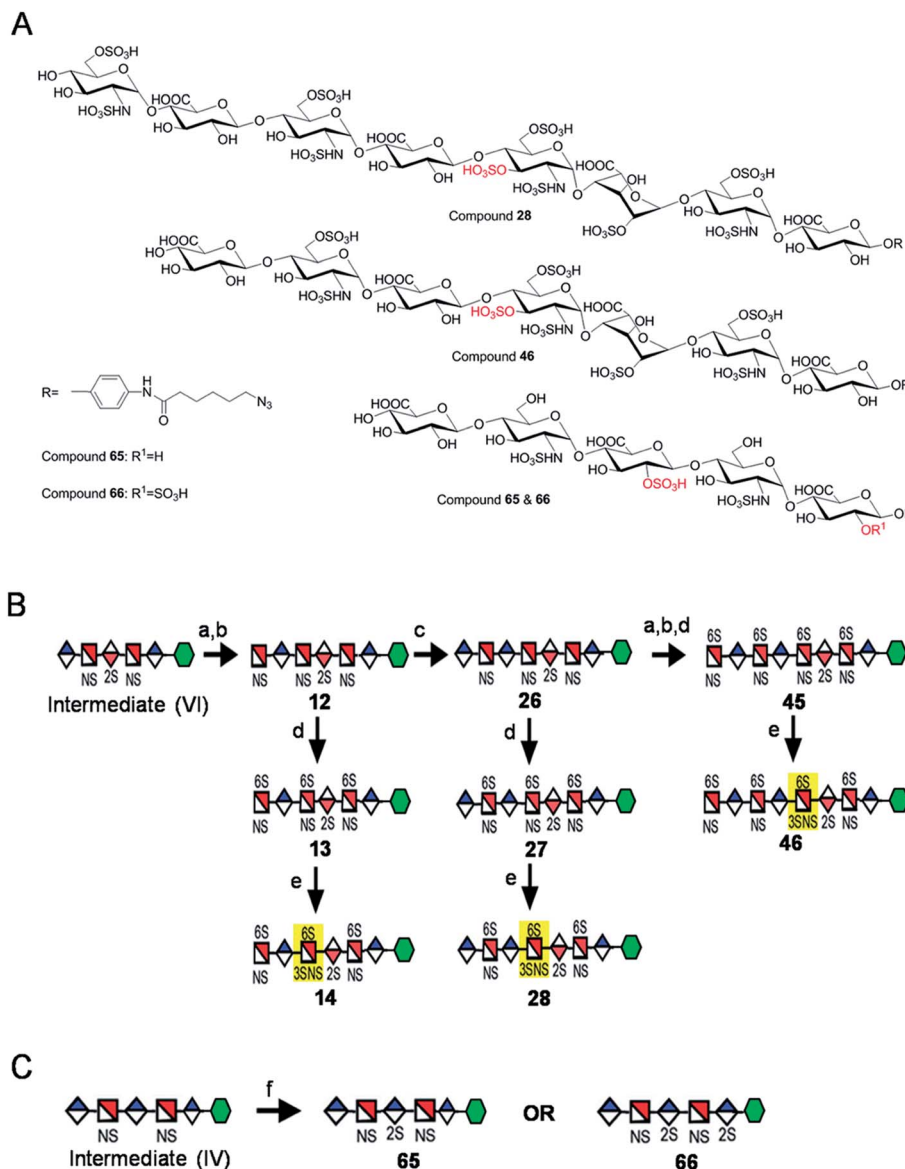 A
OSO₃H
HO
HO
HO₃SHN
O
HOOC
HO
OH
OSO₃H
HO
HO₃SHN
HOOC
HO
OH
OSO₃H
HO₃SO
HO₃SHN
HOOC
OH
HO₃SO
OSO₃H
HO
HO₃SHN
HOOC
HO
OH
OR
Compound 28
HOOC
HO
HO
OH
OSO₃H
HO
HO₃SHN
HOOC
HO
OH
OSO₃H
HO₃SO
HO₃SHN
HOOC
OH
HO₃SO
OSO₃H
HO
HO₃SHN
HOOC
HO
OH
Compound 46
R=
H
N
O
N₃
Compound 65: R¹=H
Compound 66: R¹=SO₃H
HOOC
HO
HO
OH
OH
HO
HO₃SHN
HOOC
HO
OSO₃H
OH
HO
HO₃SHN
HOOC
HO
OR¹
Compound 65 & 66
B
a,b c a,b,d
6S 6S 6S 6S
NS 2S NS
NS NS 2S NS
NS NS 2S NS
NS NS NS 2S NS
Intermediate (VI) 12 26 45
d d e
6S 6S 6S
6S 6S 6S
6S 6S 6S 6S
NS NS 2S NS
NS NS 2S NS
NS NS 3SNS 2S NS
13 27 46
e e
6S 6S 6S
6S 6S 6S
NS 3SNS 2S NS
NS 3SNS 2S NS
14 28
C
f
OR
NS NS
NS 2S NS
NS 2S NS 2S
Intermediate (IV) 65 66